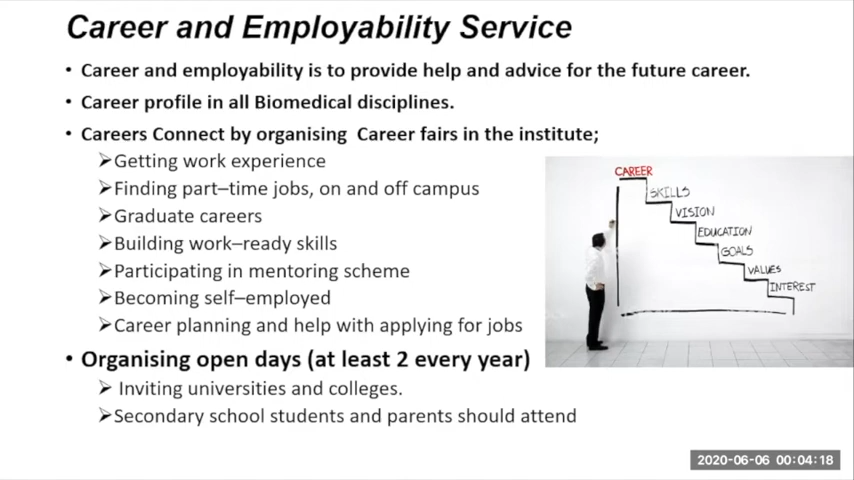 Career and Employability Service
• Career and employability is to provide help and advice for the future career.
• Career profile in all Biomedical disciplines.
• Careers Connect by organising Career fairs in the institute;
➢Getting work experience
➢Finding part–time jobs, on and off campus
➢Graduate careers
➢Building work–ready skills
➢Participating in mentoring scheme
➢Becoming self–employed
➢Career planning and help with applying for jobs
CAREER
SKILLS
VISION
EDUCATION
GOALS
VALUES
INTEREST
• Organising open days (at least 2 every year)
➢ Inviting universities and colleges.
➢Secondary school students and parents should attend
2020-06-06 00:04:18